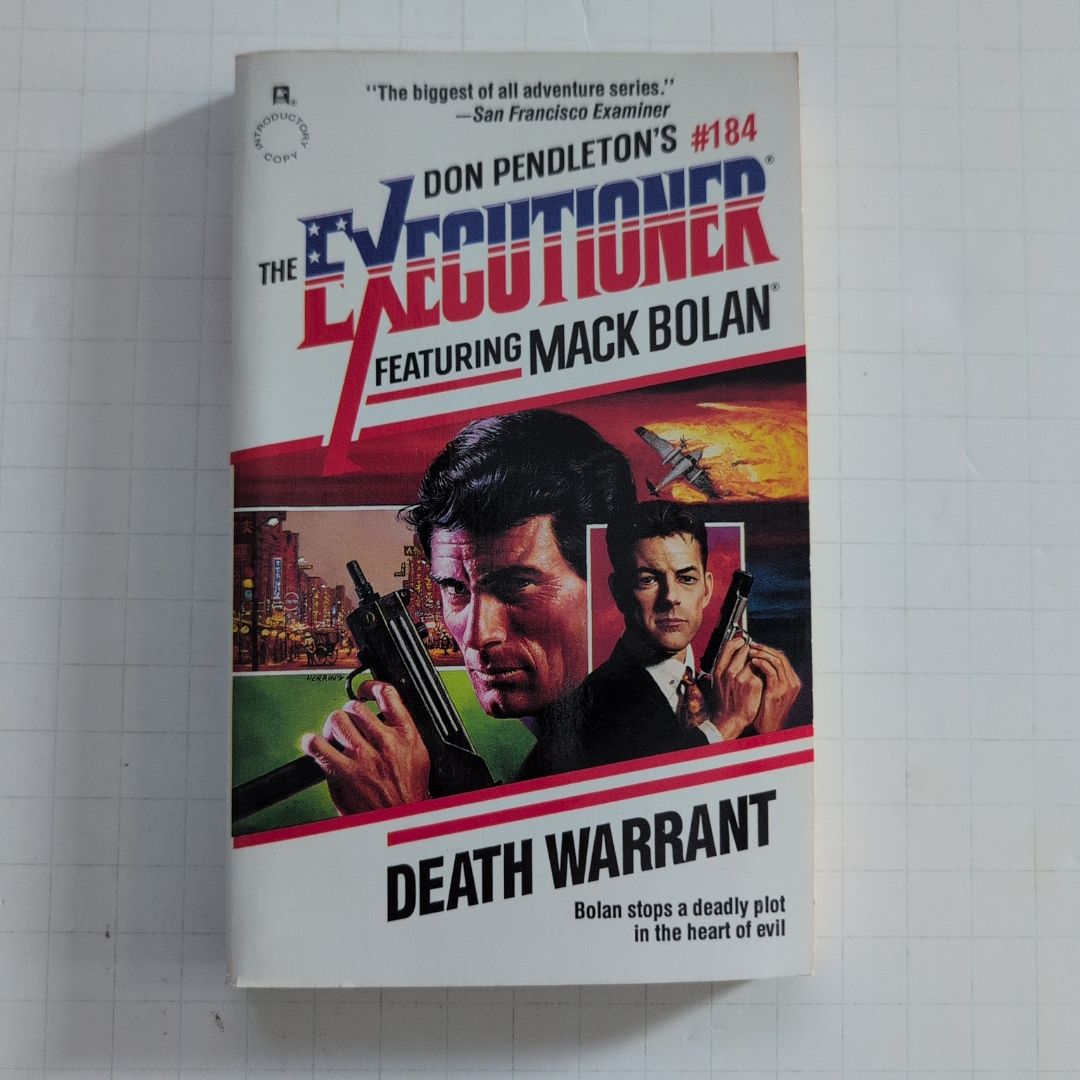 "The biggest of all adventure series."
—San Francisco Examiner
INTRODUCTORY
COPY
DON PENDLETON'S #184
THE EXECUTIONER®
FEATURING MACK BOLAN®
HERRING
DEATH WARRANT
Bolan stops a deadly plot
in the heart of evil